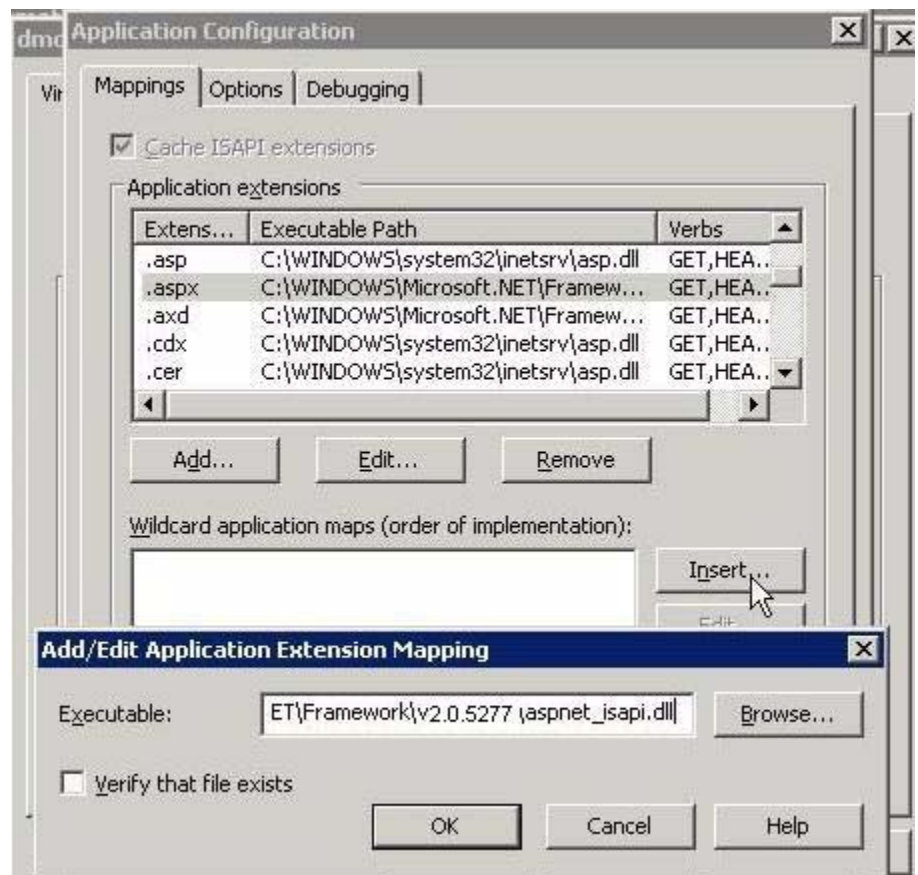 dmo
Application Configuration
Vir
Mappings Options Debugging
Cache ISAPI extensions
Application extensions
Extens... Executable Path Verbs
.asp C:\WINDOWS\system32\inetsrv\asp.dll GET,HEA..
.aspx C:\WINDOWS\Microsoft.NET\Framew... GET,HEA..
.axd C:\WINDOWS\Microsoft.NET\Framew... GET,HEA..
.cdx C:\WINDOWS\system32\inetsrv\asp.dll GET,HEA..
.cer C:\WINDOWS\system32\inetsrv\asp.dll GET,HEA..
Add... Edit... Remove
Wildcard application maps (order of implementation):
Insert...
Edit...
Add/Edit Application Extension Mapping
Executable: ET\Framework\v2.0.5277 \aspnet_isapi.dll Browse...
Verify that file exists
OK Cancel Help